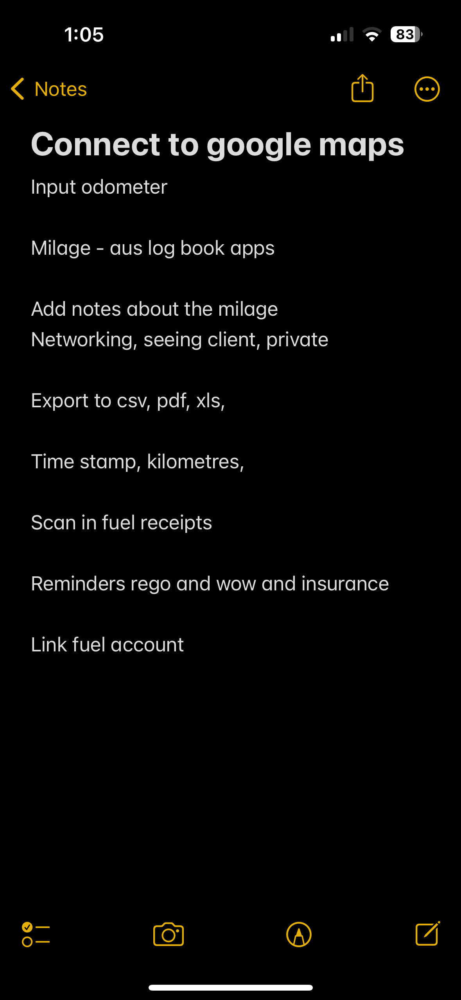 1:05
83
Notes
Connect to google maps
Input odometer
Milage - aus log book apps
Add notes about the milage
Networking, seeing client, private
Export to csv, pdf, xls,
Time stamp, kilometres,
Scan in fuel receipts
Reminders rego and wow and insurance
Link fuel account